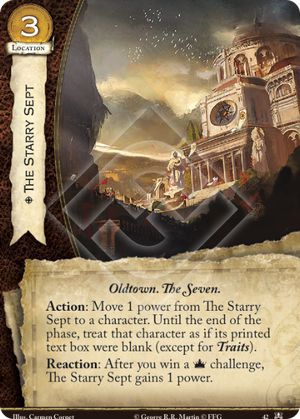 3
LOCATION
THE STARRY SEPT
Oldtown. The Seven.
Action: Move 1 power from The Starry
Sept to a character. Until the end of the
phase, treat that character as if its printed
text box were blank (except for Traits).
Reaction: After you win a challenge,
The Starry Sept gains 1 power.
Illus. Carmen Cornet
© George R.R. Martin © FFG
42